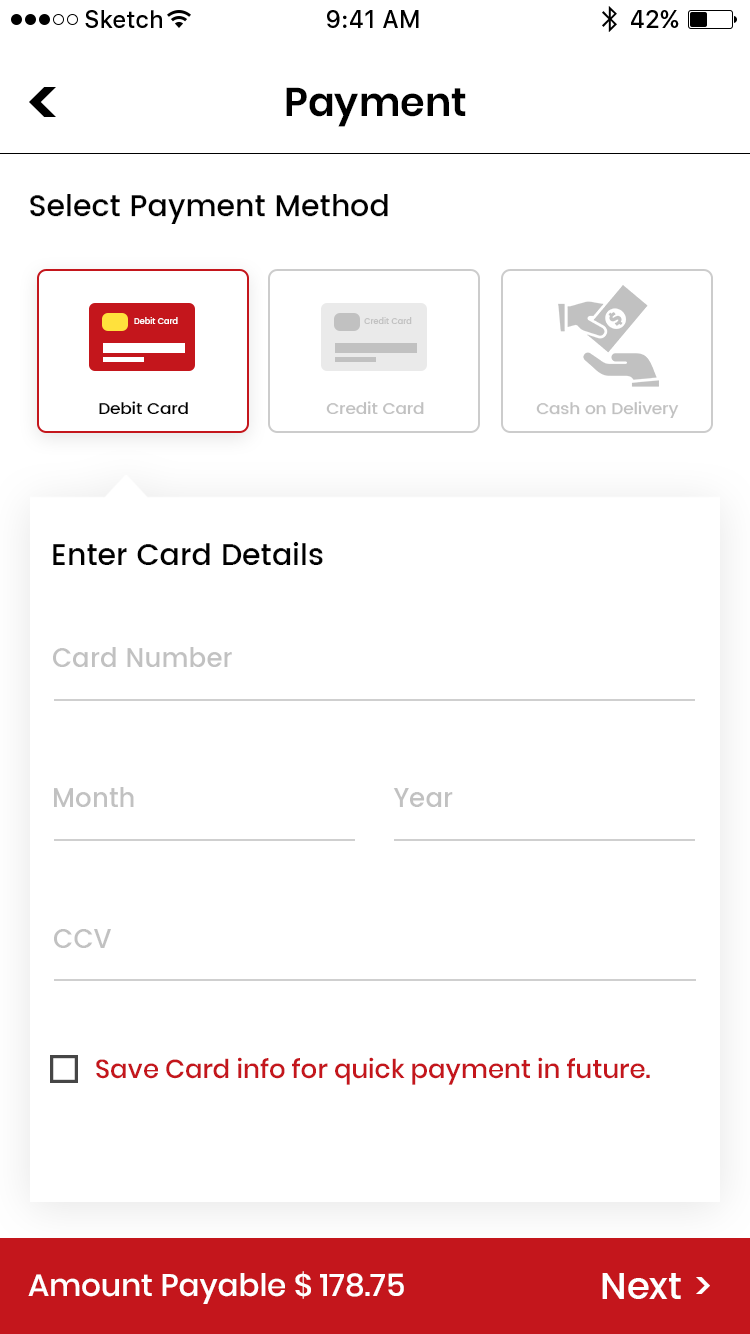 Sketch 9:41 AM 42%
Payment
Select Payment Method
Debit Card Credit Card
Debit Card Credit Card Cash on Delivery
Enter Card Details
Card Number
Month Year
CCV
Save Card info for quick payment in future.
Amount Payable $ 178.75 Next >